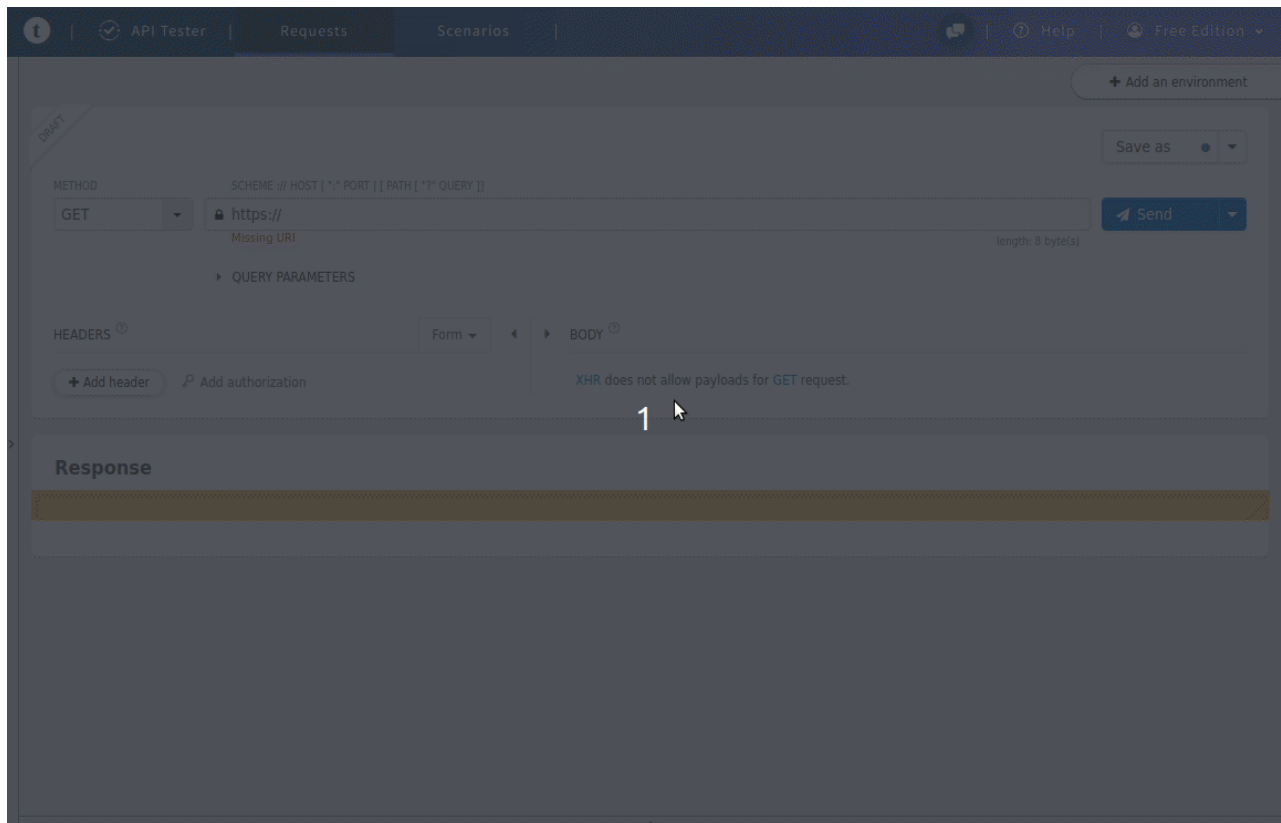 t | API Tester | Requests Scenarios | | Help | Free Edition
+ Add an environment
DRAFT
Save as
METHOD SCHEME :// HOST [ ":" PORT ] [ PATH [ "?" QUERY ]]
GET https:// Send
Missing URI length: 8 byte(s)
QUERY PARAMETERS
HEADERS ? Form BODY ?
+ Add header Add authorization XHR does not allow payloads for GET request.
1
Response